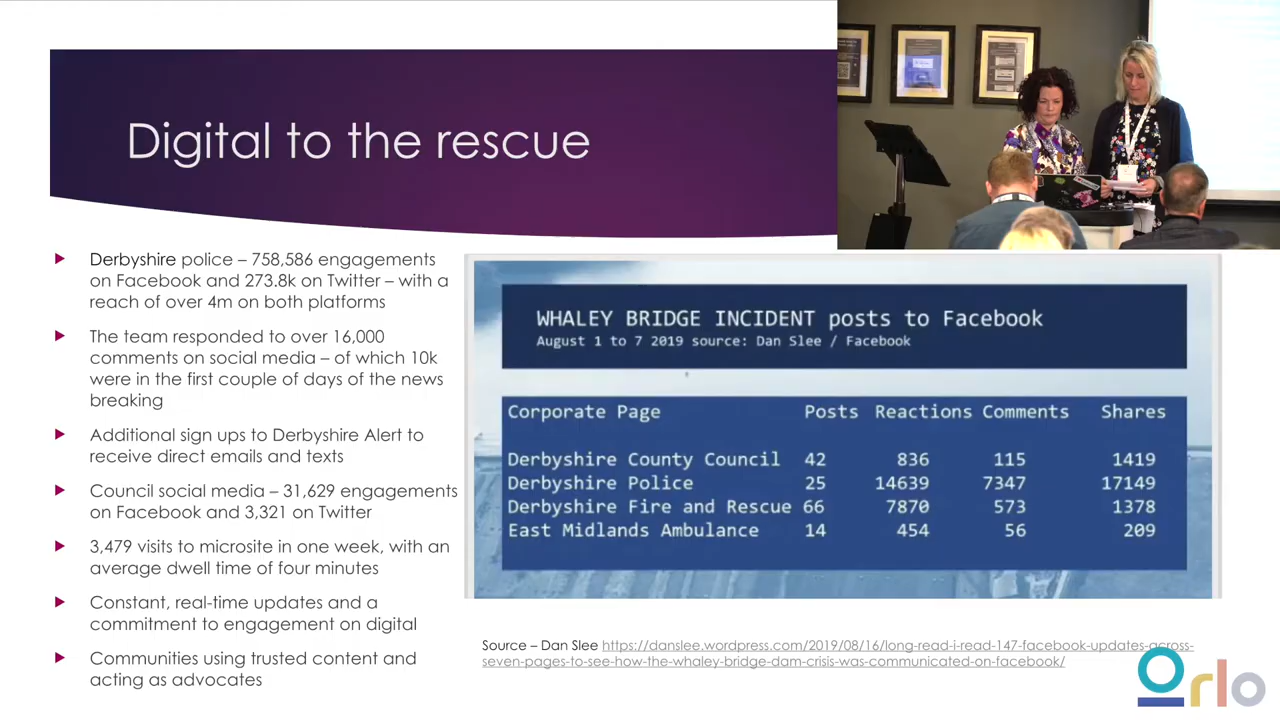 Digital to the rescue
Derbyshire police – 758,586 engagements
on Facebook and 273.8k on Twitter – with a
reach of over 4m on both platforms
The team responded to over 16,000
comments on social media – of which 10k
were in the first couple of days of the news
breaking
Additional sign ups to Derbyshire Alert to
receive direct emails and texts
Council social media – 31,629 engagements
on Facebook and 3,321 on Twitter
3,479 visits to microsite in one week, with an
average dwell time of four minutes
Constant, real-time updates and a
commitment to engagement on digital
Communities using trusted content and
acting as advocates
WHALEY BRIDGE INCIDENT posts to Facebook
August 1 to 7 2019 source: Dan Slee / Facebook
Corporate Page Posts Reactions Comments Shares
Derbyshire County Council 42 836 115 1419
Derbyshire Police 25 14639 7347 17149
Derbyshire Fire and Rescue 66 7870 573 1378
East Midlands Ambulance 14 454 56 209
Source – Dan Slee https://danslee.wordpress.com/2019/08/16/long-read-i-read-147-facebook-updates-across-
seven-pages-to-see-how-the-whaley-bridge-dam-crisis-was-communicated-on-facebook/
Orlo